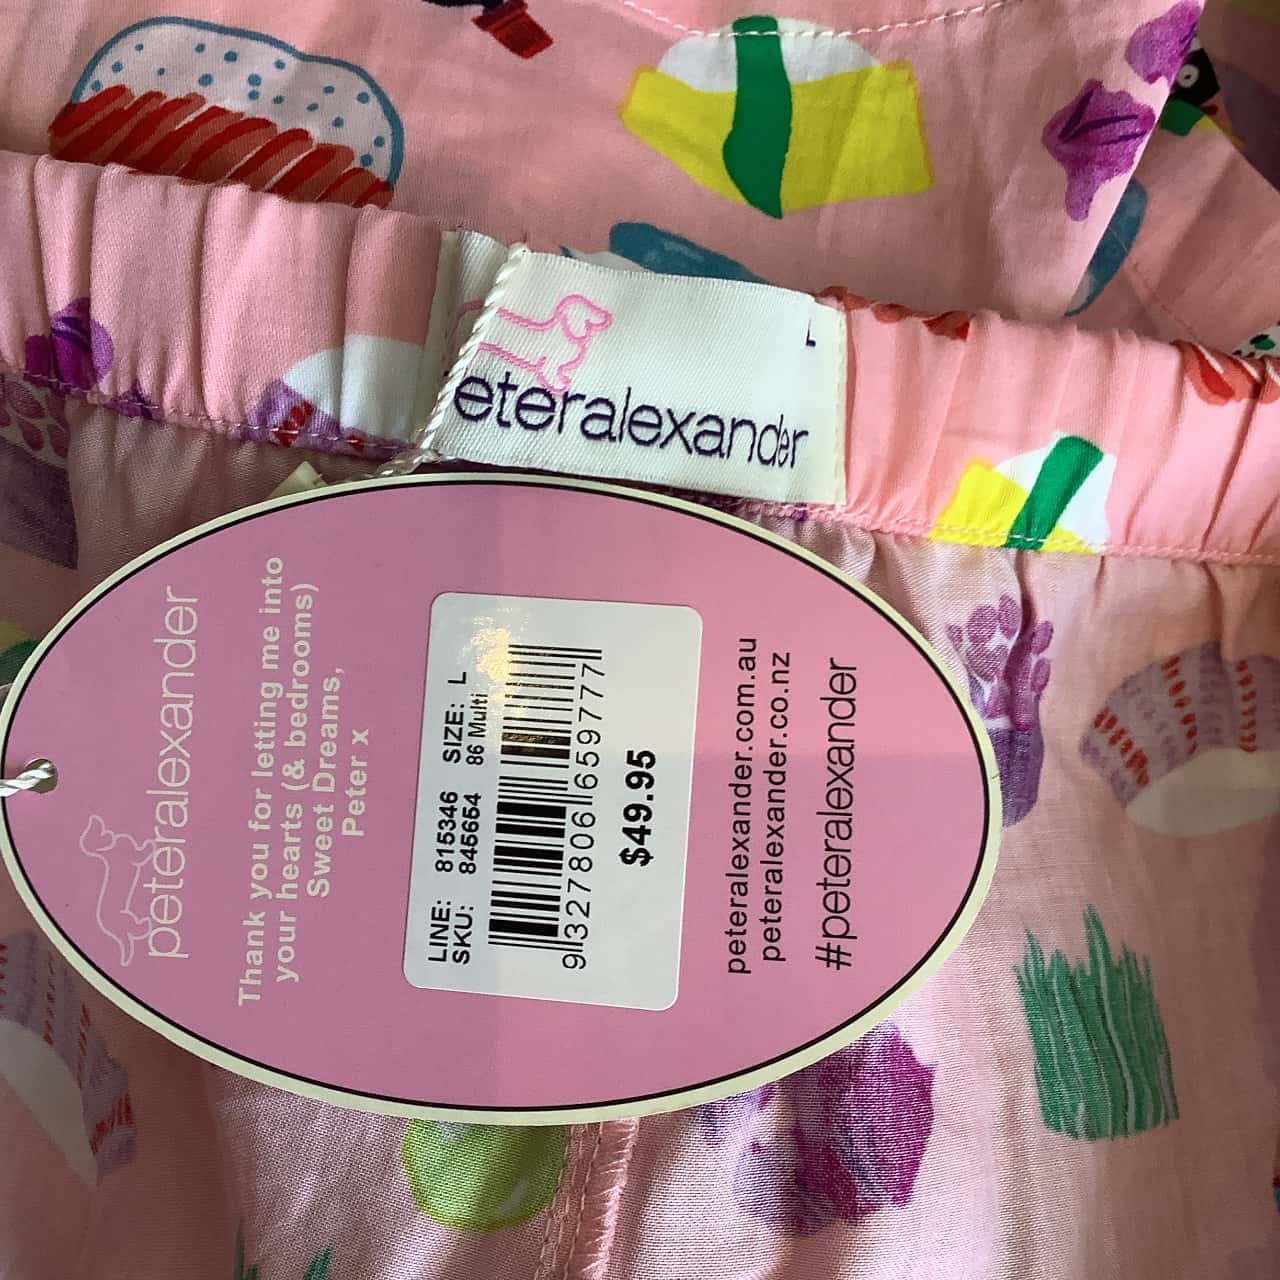 L
eteralexander
peteralexander
Thank you for letting me into
your hearts (& bedrooms)
Sweet Dreams,
Peter x
LINE: 815346 SIZE: L
SKU: 845654 86 Multi
9 327806 659777
$49.95
peteralexander.com.au
peteralexander.co.nz
#peteralexander